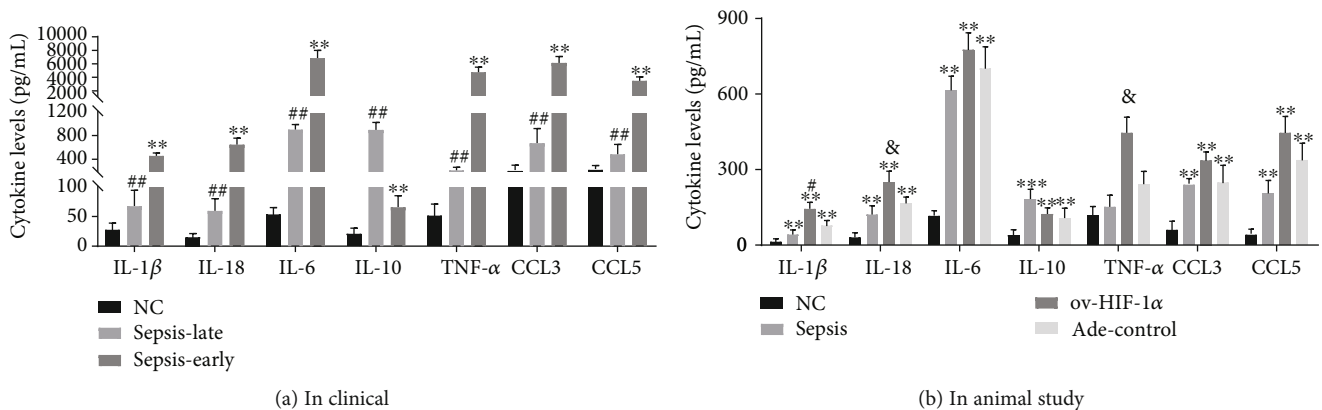 Cytokine levels (pg/mL)
10000
8000
6000
4000
2000
1200
800
400
100
50
0
## ** ## ** ## ** ## ** ## ** ## ** ## **
IL-1β IL-18 IL-6 IL-10 TNF-α CCL3 CCL5
NC
Sepsis-late
Sepsis-early
(a) In clinical
Cytokine levels (pg/mL)
900
600
300
0
** # ** ** ** & ** ** ** ** ** *** **** & ** ** ** ** ** **
IL-1β IL-18 IL-6 IL-10 TNF-α CCL3 CCL5
NC
Sepsis
ov-HIF-1α
Ade-control
(b) In animal study